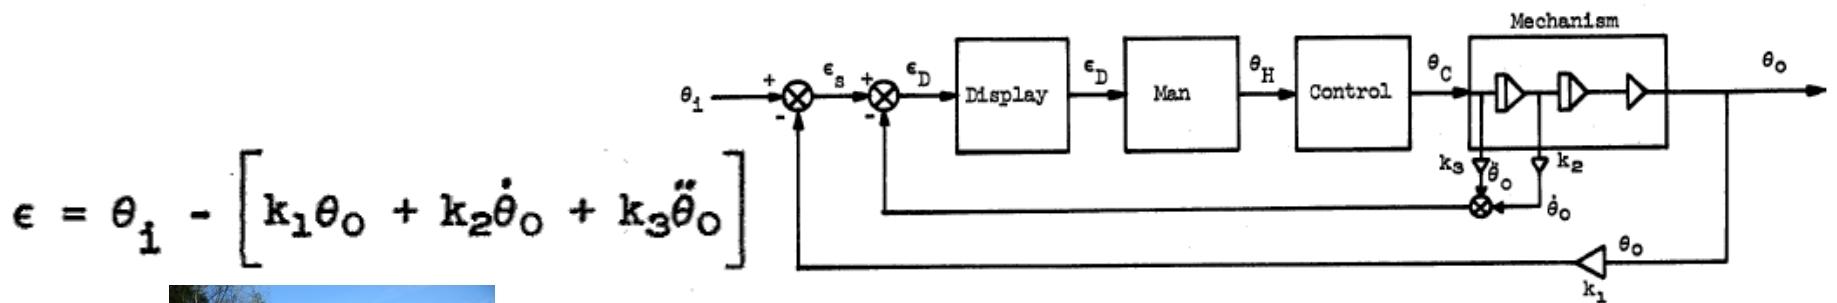 Mechanism
θi + - εs + - εD Display εD Man θH Control θC θo
k3 θ̈o k2
θ̇o
ε = θi - [k1θo + k2θ̇o + k3θ̈o]
θo
k1